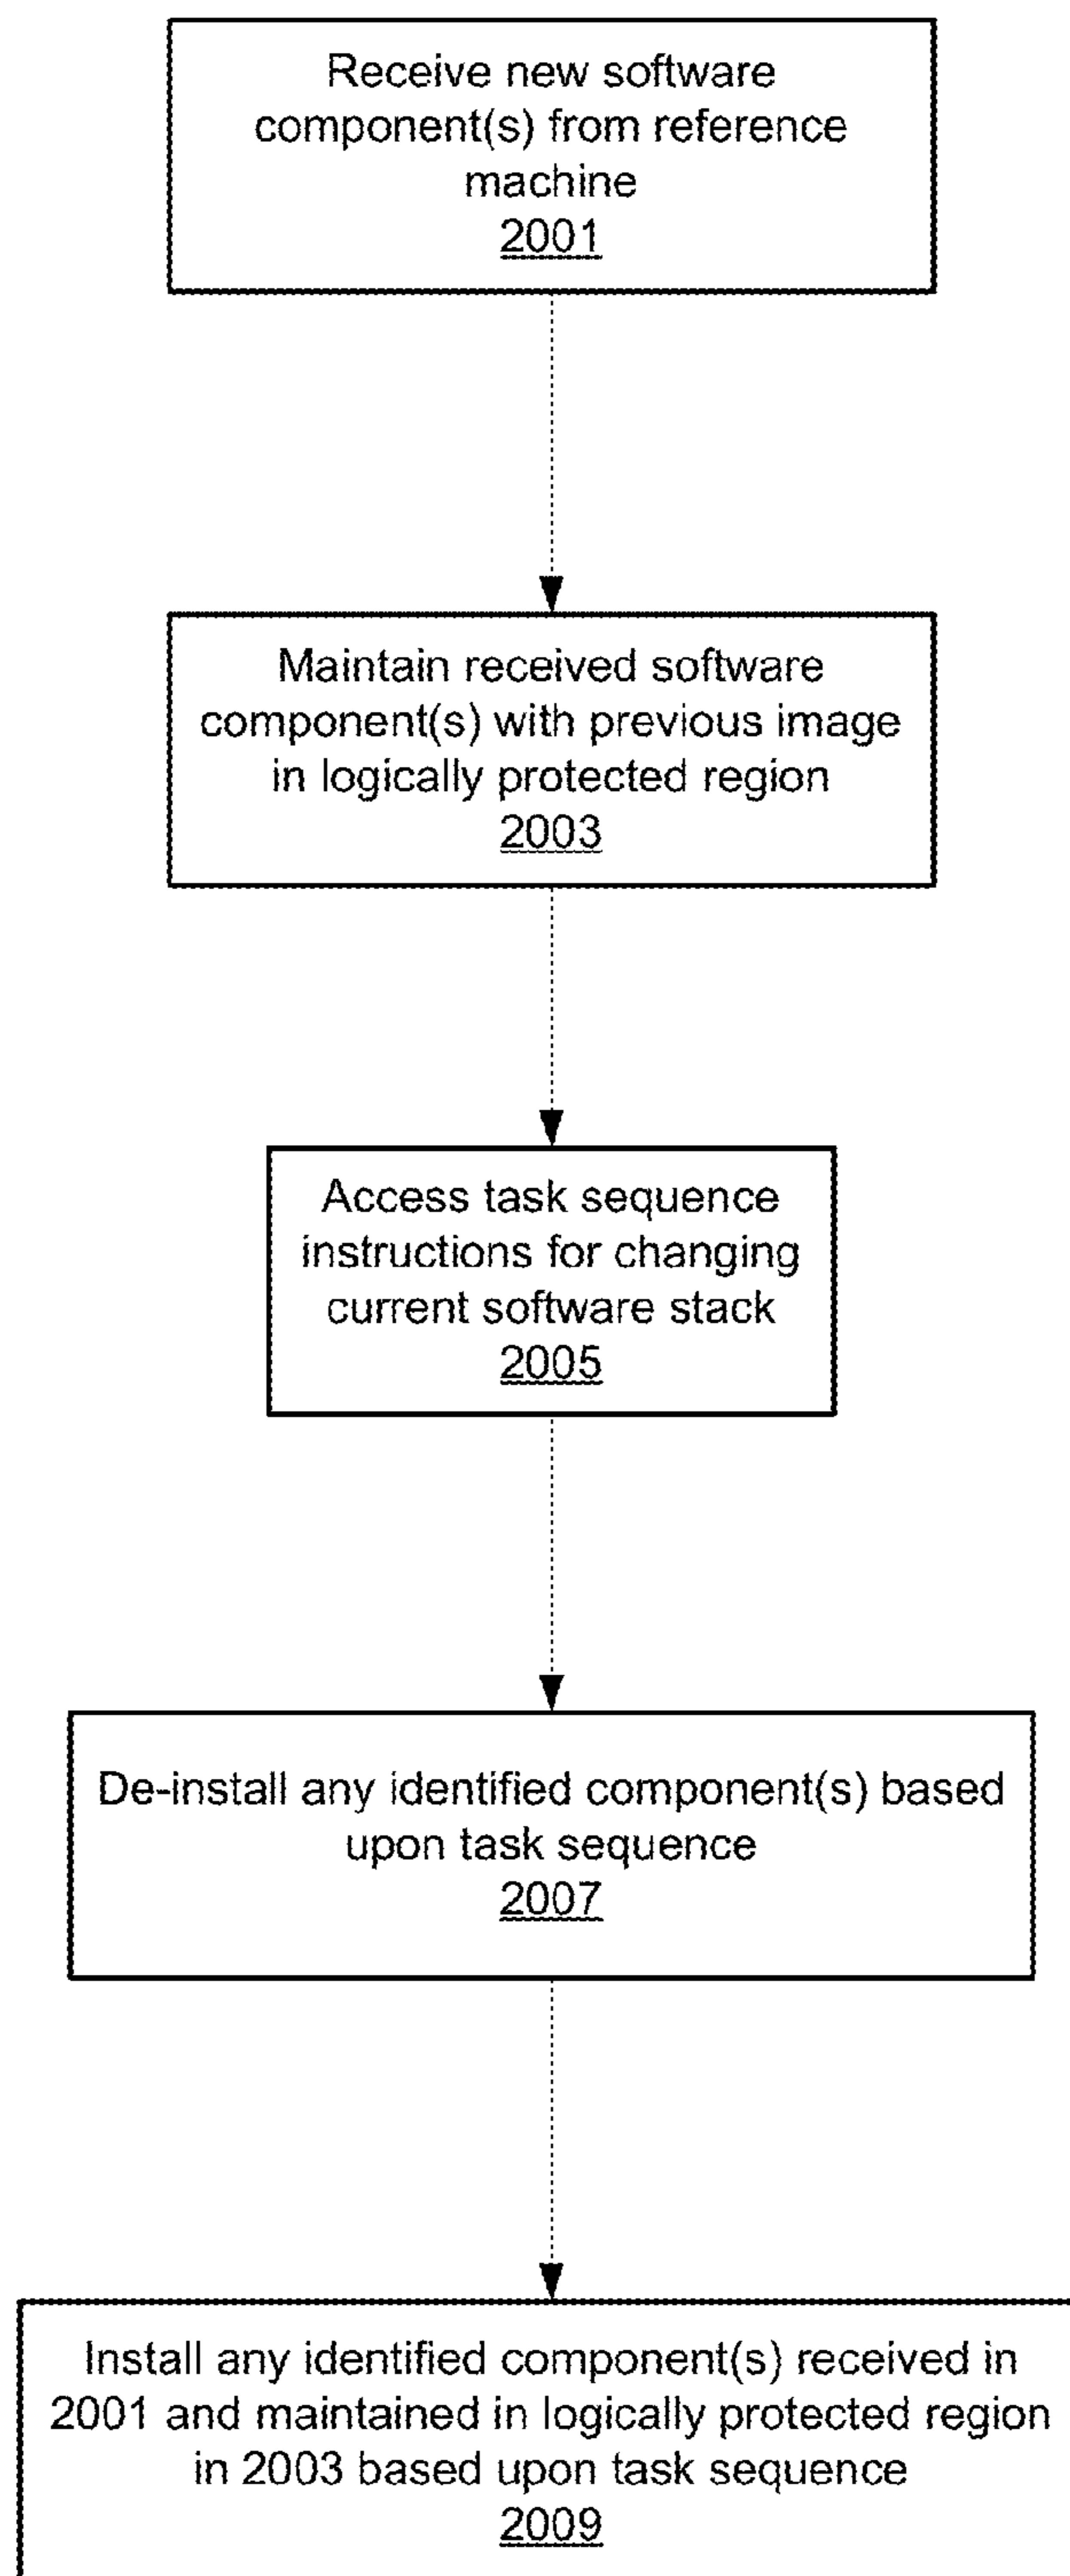 Receive new software
component(s) from reference
machine
2001
Maintain received software
component(s) with previous image
in logically protected region
2003
Access task sequence
instructions for changing
current software stack
2005
De-install any identified component(s) based
upon task sequence
2007
Install any identified component(s) received in
2001 and maintained in logically protected region
in 2003 based upon task sequence
2009